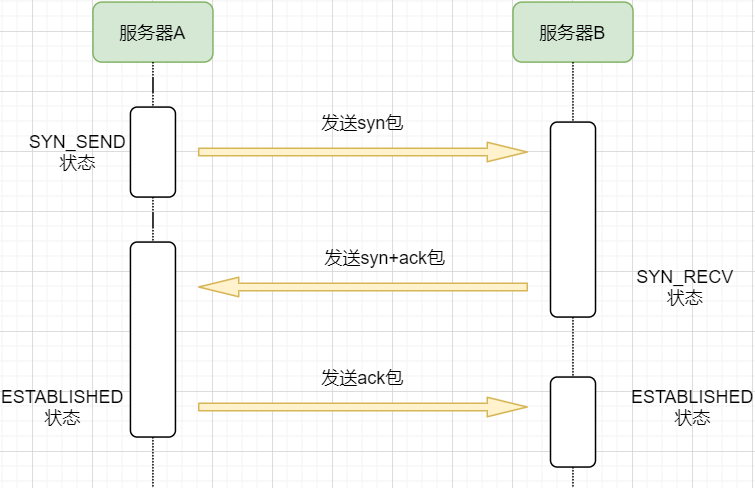 服务器A
服务器B
发送syn包
SYN_SEND
状态
发送syn+ack包
SYN_RECV
状态
发送ack包
ESTABLISHED
状态
ESTABLISHED
状态